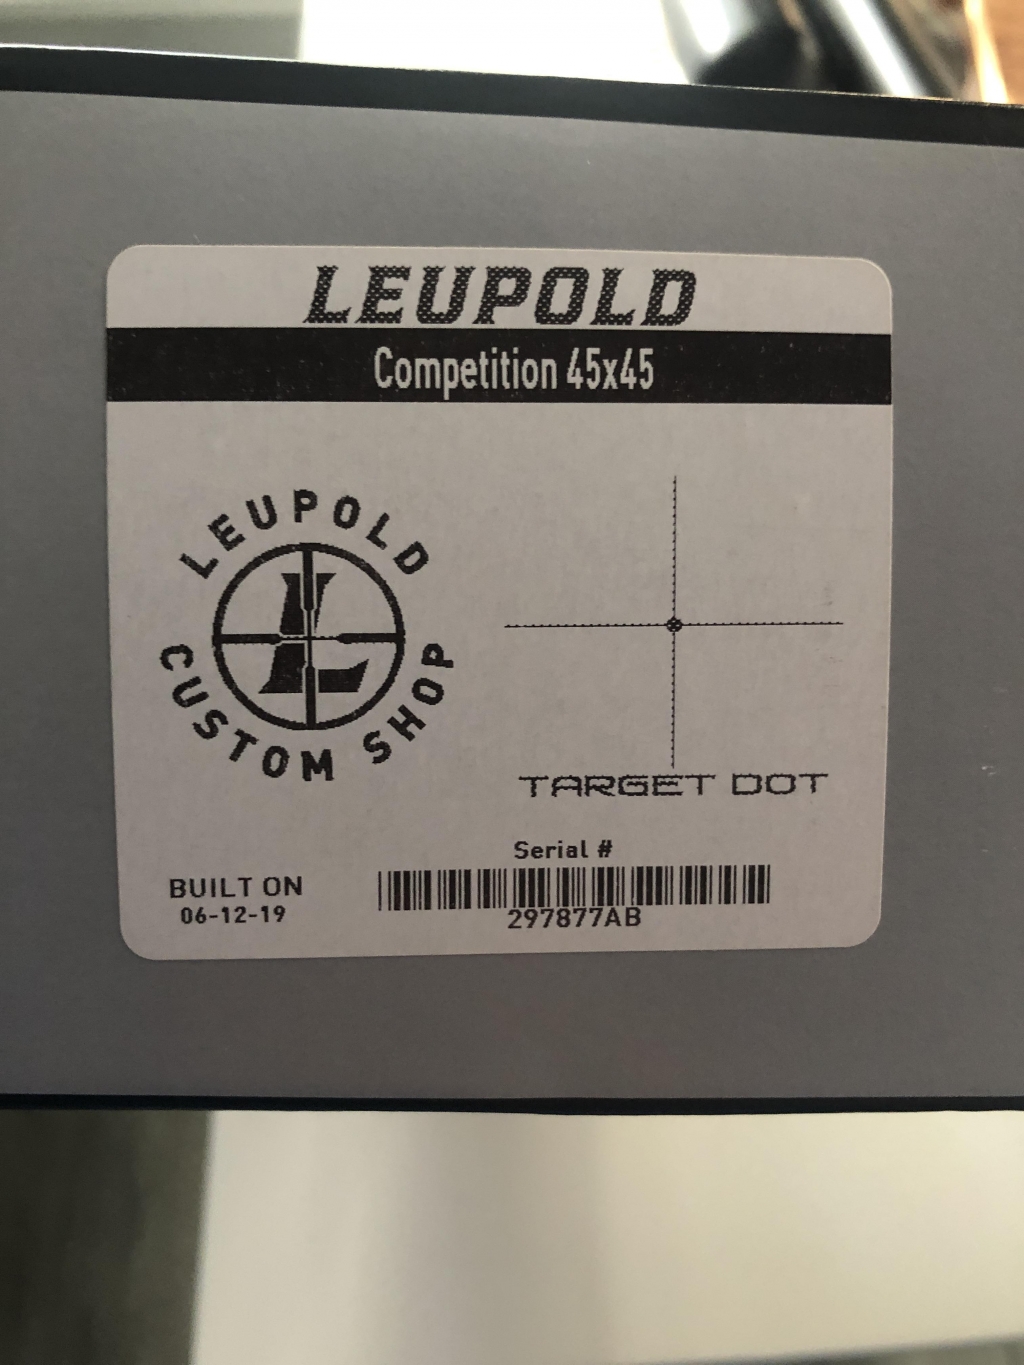 LEUPOLD
Competition 45x45
LEUPOLD
L
CUSTOM SHOP
TARGET DOT
Serial #
297877AB
BUILT ON
06-12-19